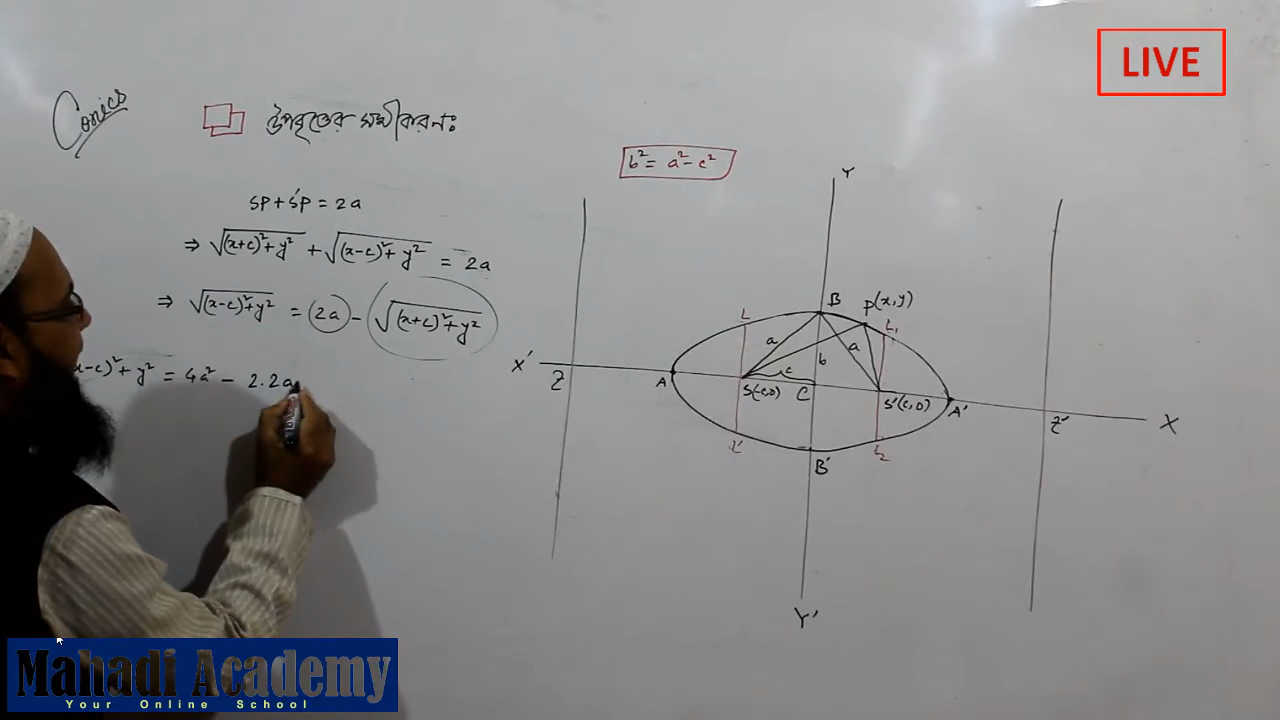 LIVE
Conics
উপবৃত্তের সমীকরণঃ
b² = a² - c²
SP + S'P = 2a
⇒ √(x+c)² + y² + √(x-c)² + y² = 2a
⇒ √(x-c)² + y² = 2a - √(x+c)² + y²
x-c)² + y² = 4a² - 2.2a
Y
B
P(x,y)
L
L₁
a
a
b
X'
Z
A
c
S(-c,0)
C
S'(c,0)
A'
Z'
X
L'
B'
L₂
Y'
Mahadi Academy
Your Online School